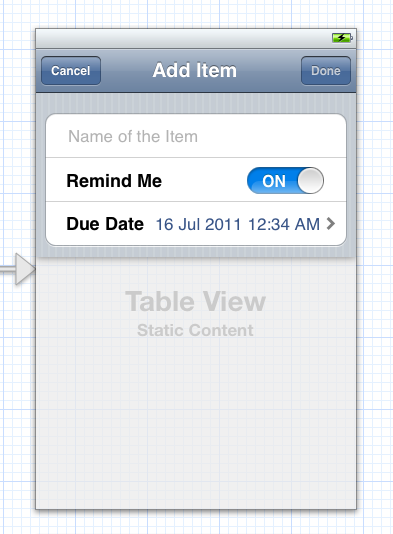 Cancel Add Item Done
Name of the Item
Remind Me ON
Due Date 16 Jul 2011 12:34 AM
Table View
Static Content